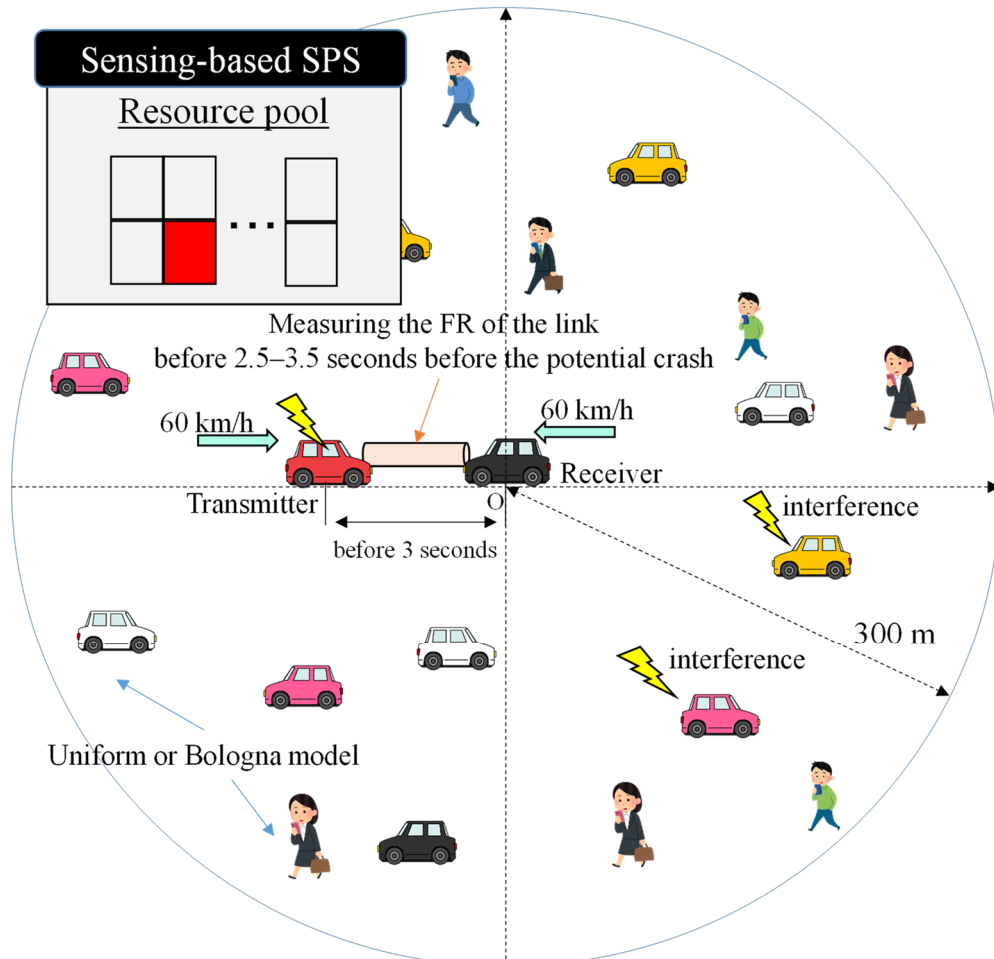 Sensing-based SPS
Resource pool
Measuring the FR of the link
before 2.5–3.5 seconds before the potential crash
60 km/h
60 km/h
Transmitter
Receiver
O
before 3 seconds
interference
300 m
interference
Uniform or Bologna model